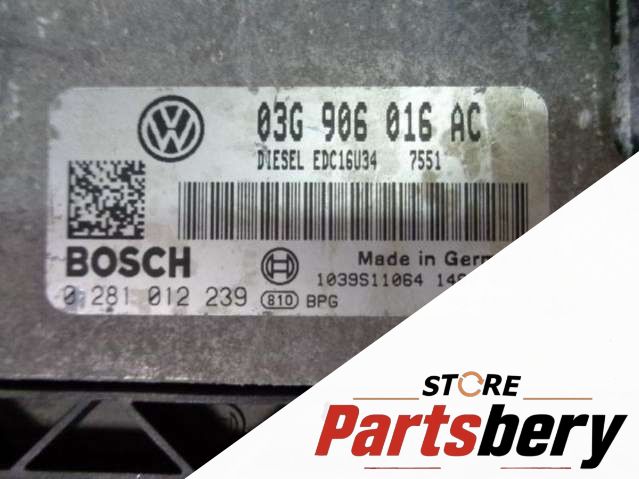 03G 906 016 AC
DIESEL EDC16U34 7551
BOSCH
Made in
1039S11064
0 281 012 239 810 BPG
STORE
Partsbery